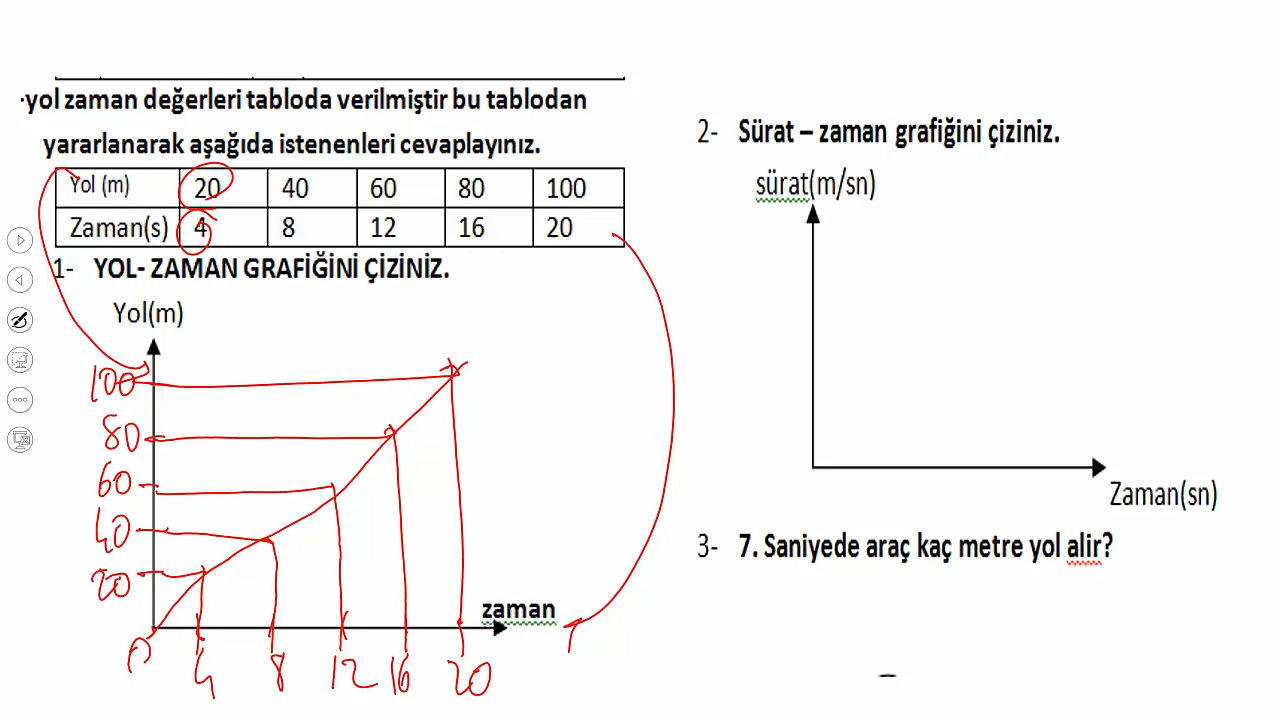 ·yol zaman değerleri tabloda verilmiştir bu tablodan
yararlanarak aşağıda istenenleri cevaplayınız.
Yol (m) 20 40 60 80 100
Zaman(s) 4 8 12 16 20
1- YOL- ZAMAN GRAFİĞİNİ ÇİZİNİZ.
Yol(m)
100
80
60
40
20
zaman
0 4 8 12 16 20
2- Sürat – zaman grafiğini çiziniz.
sürat(m/sn)
Zaman(sn)
3- 7. Saniyede araç kaç metre yol alir?